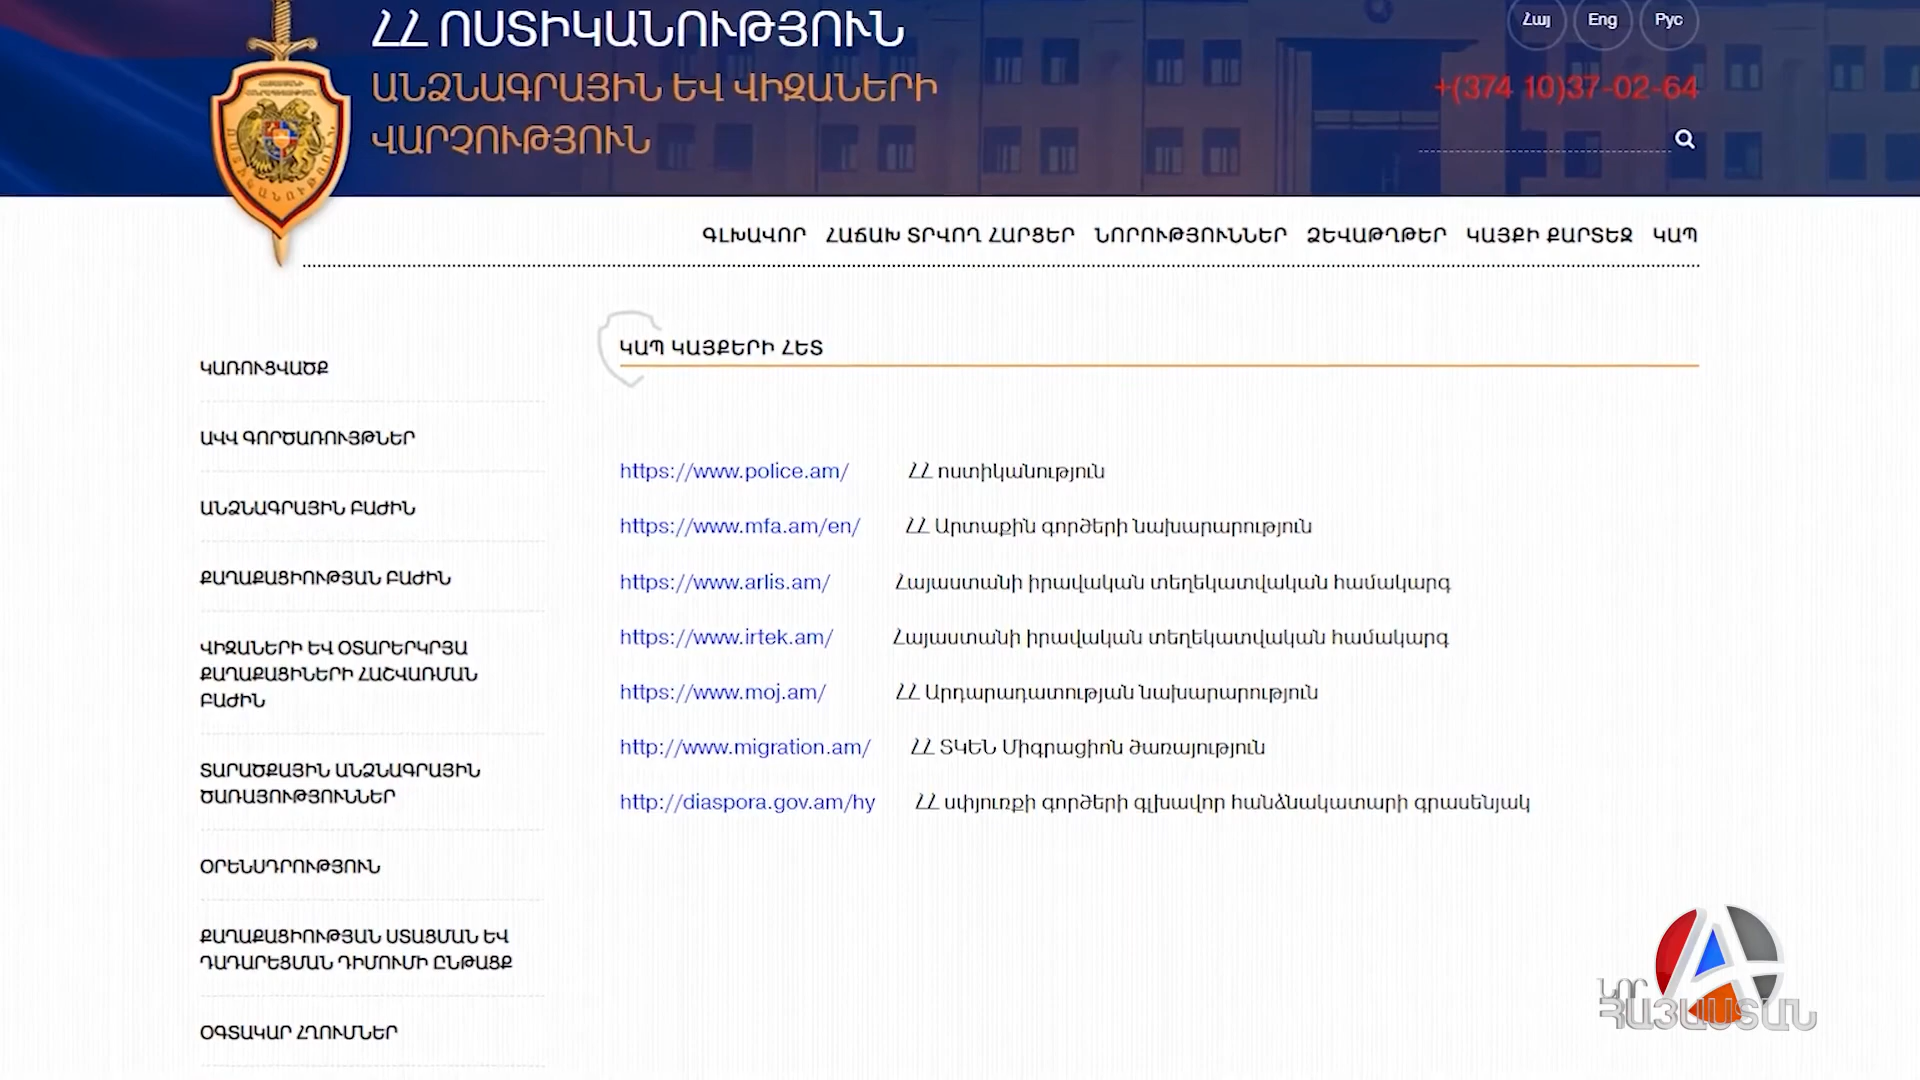 ՀՀ ՈՍՏԻԿԱՆՈՒԹՅՈՒՆ
ԱՆՁՆԱԳՐԱՅԻՆ ԵՎ ՎԻԶԱՆԵՐԻ
ՎԱՐՉՈՒԹՅՈՒՆ
Հայ Eng Рус
+(374 10)37-02-64
ԳԼԽԱՎՈՐ ՀԱՃԱԽ ՏՐՎՈՂ ՀԱՐՑԵՐ ՆՈՐՈՒԹՅՈՒՆՆԵՐ ՁԵՎԱԹՂԹԵՐ ԿԱՅՔԻ ՔԱՐՏԵԶ ԿԱՊ
ԿԱՌՈՒՑՎԱԾՔ
ԱՎՎ ԳՈՐԾԱՌՈՒՅԹՆԵՐ
ԱՆՁՆԱԳՐԱՅԻՆ ԲԱԺԻՆ
ՔԱՂԱՔԱՑԻՈՒԹՅԱՆ ԲԱԺԻՆ
ՎԻԶԱՆԵՐԻ ԵՎ ՕՏԱՐԵՐԿՐՅԱ
ՔԱՂԱՔԱՑԻՆԵՐԻ ՀԱՇՎԱՌՄԱՆ
ԲԱԺԻՆ
ՏԱՐԱԾՔԱՅԻՆ ԱՆՁՆԱԳՐԱՅԻՆ
ԾԱՌԱՅՈՒԹՅՈՒՆՆԵՐ
ՕՐԵՆՍԴՐՈՒԹՅՈՒՆ
ՔԱՂԱՔԱՑԻՈՒԹՅԱՆ ՍՏԱՑՄԱՆ ԵՎ
ԴԱԴԱՐԵՑՄԱՆ ԴԻՄՈՒՄԻ ԸՆԹԱՑՔ
ՕԳՏԱԿԱՐ ՀՂՈՒՄՆԵՐ
ԿԱՊ ԿԱՅՔԵՐԻ ՀԵՏ
https://www.police.am/ ՀՀ ոստիկանություն
https://www.mfa.am/en/ ՀՀ Արտաքին գործերի նախարարություն
https://www.arlis.am/ Հայաստանի իրավական տեղեկատվական համակարգ
https://www.irtek.am/ Հայաստանի իրավական տեղեկատվական համակարգ
https://www.moj.am/ ՀՀ Արդարադատության նախարարություն
http://www.migration.am/ ՀՀ ՏԿԵՆ Միգրացիոն ծառայություն
http://diaspora.gov.am/hy ՀՀ սփյուռքի գործերի գլխավոր հանձնակատարի գրասենյակ
ՆՈՐ
ՀԱՅԱՍՏԱՆ